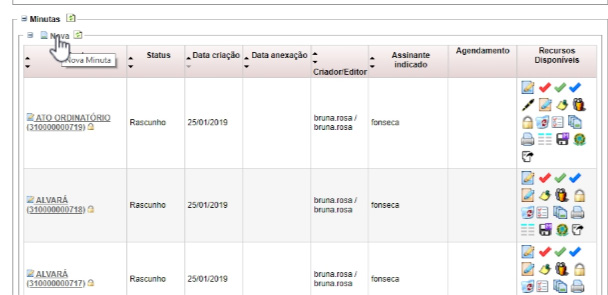 Minutas
Nova
Nova Minuta
Status
Data criação
Data anexação
Criador/Editor
Assinante
indicado
Agendamento
Recursos
Disponíveis
ATO ORDINATÓRIO
(310000000719)
Rascunho
25/01/2019
bruna.rosa /
bruna.rosa
fonseca
ALVARÁ
(310000000718)
Rascunho
25/01/2019
bruna.rosa /
bruna.rosa
fonseca
ALVARÁ
(310000000717)
Rascunho
25/01/2019
bruna.rosa /
bruna.rosa
fonseca